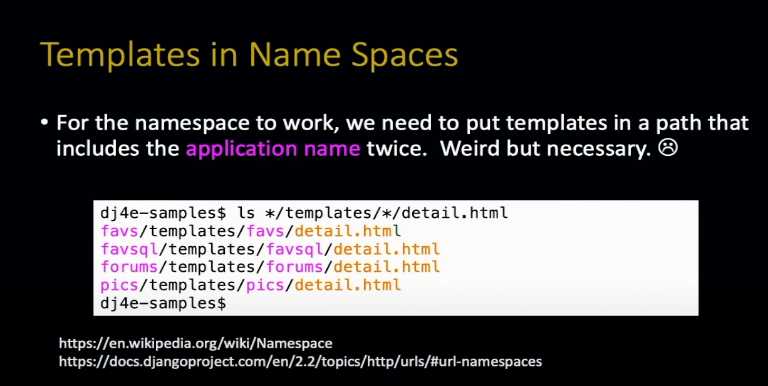 Templates in Name Spaces
• For the namespace to work, we need to put templates in a path that
includes the application name twice.  Weird but necessary. ☹
dj4e-samples$ ls */templates/*/detail.html
favs/templates/favs/detail.html
favsql/templates/favsql/detail.html
forums/templates/forums/detail.html
pics/templates/pics/detail.html
dj4e-samples$
https://en.wikipedia.org/wiki/Namespace
https://docs.djangoproject.com/en/2.2/topics/http/urls/#url-namespaces